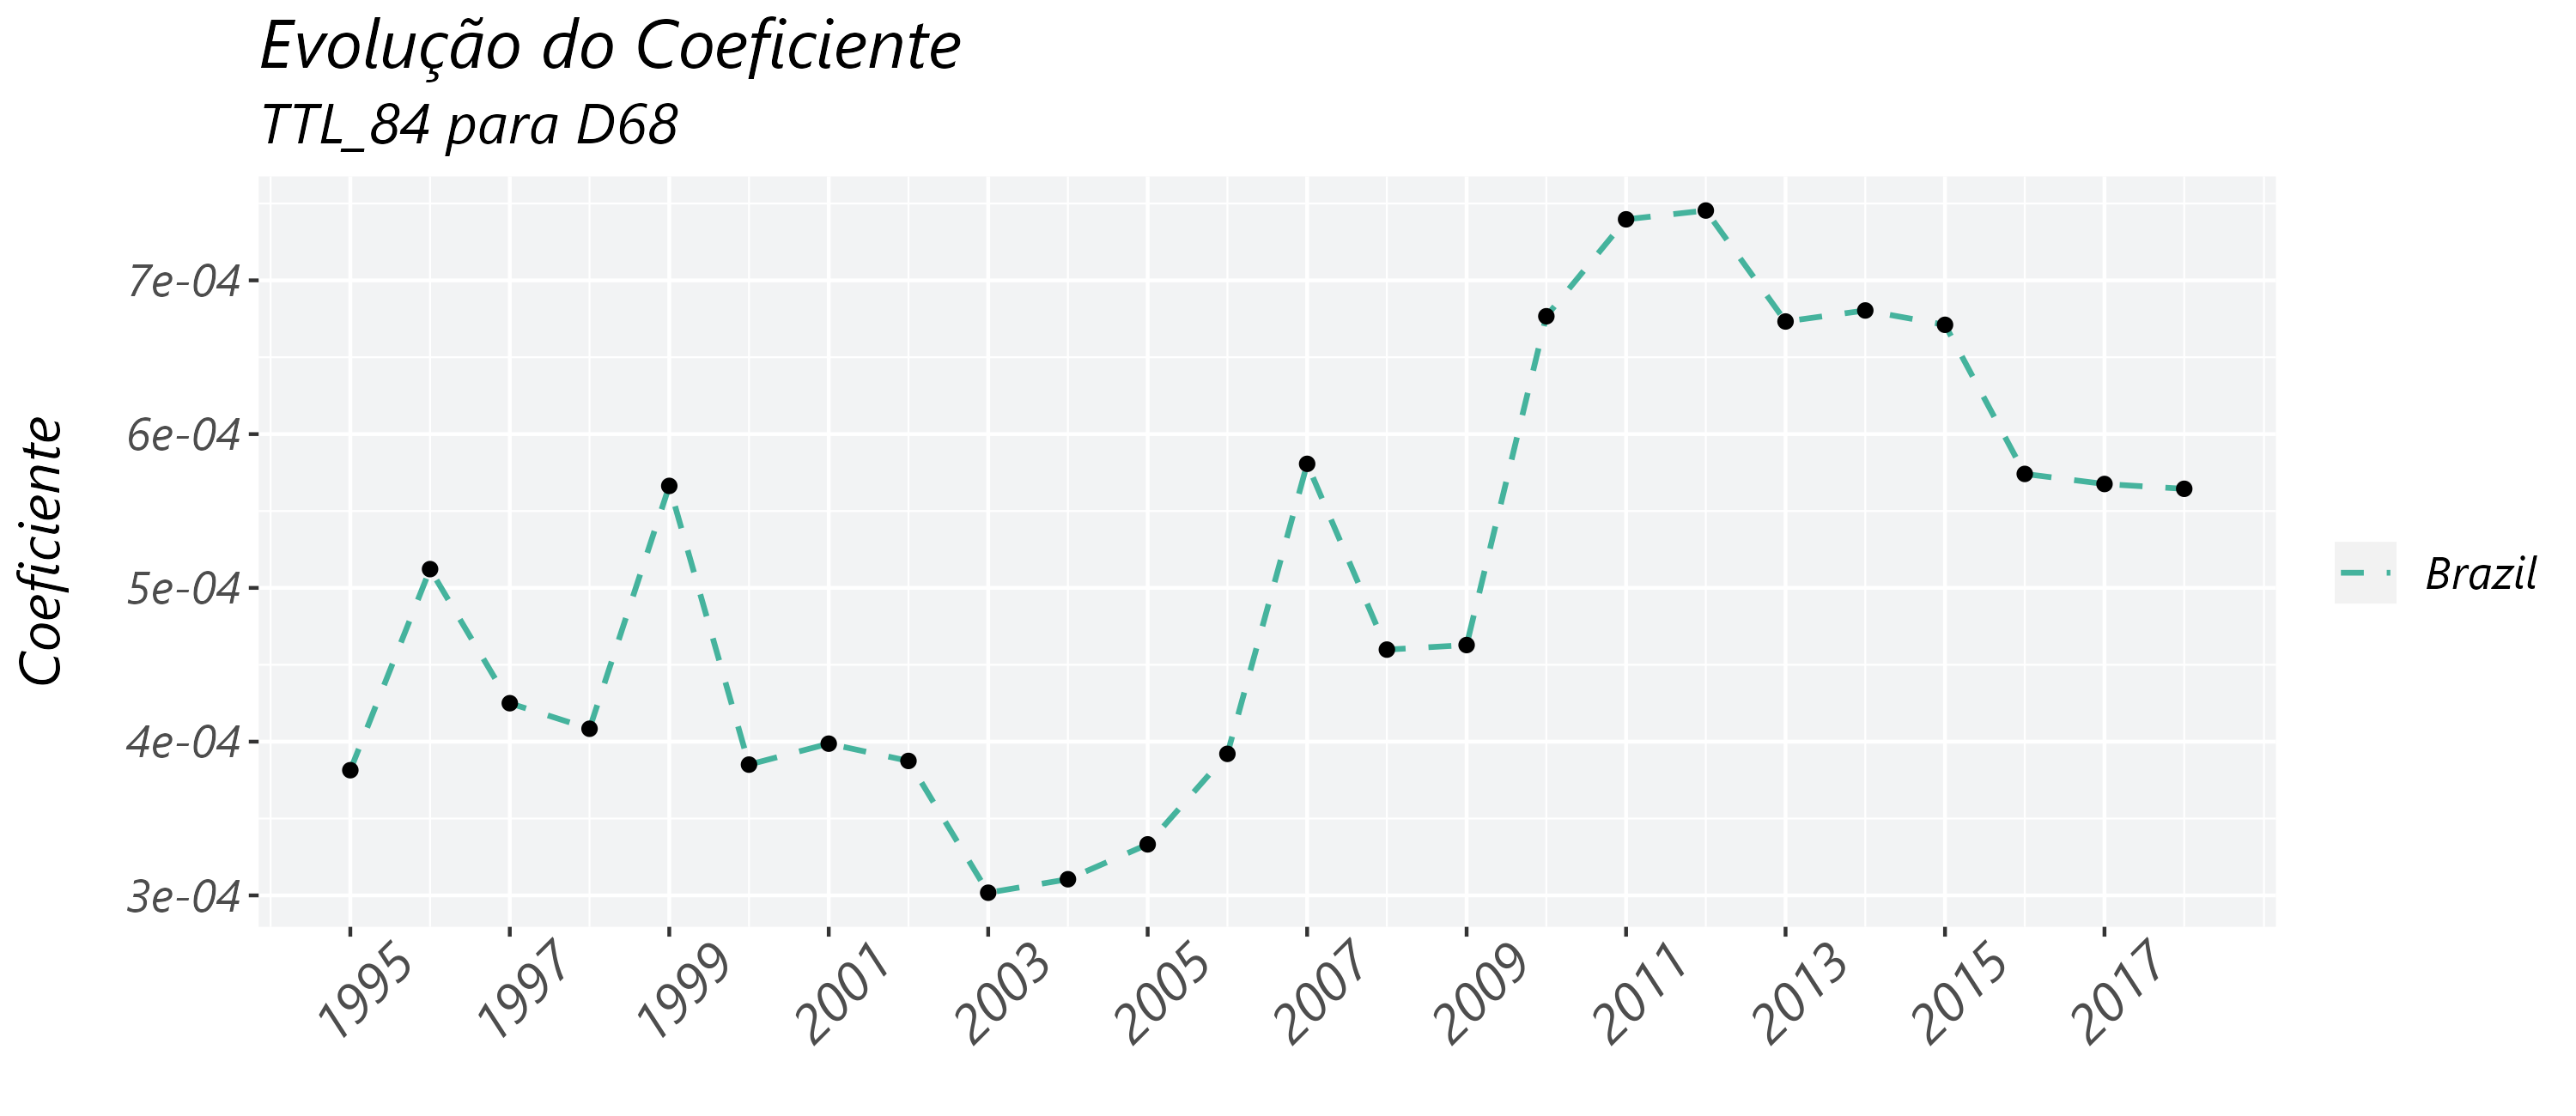 Evolução do Coeficiente
TTL_84 para D68
Coeficiente
7e-04
6e-04
5e-04
4e-04
3e-04
1995
1997
1999
2001
2003
2005
2007
2009
2011
2013
2015
2017
Brazil